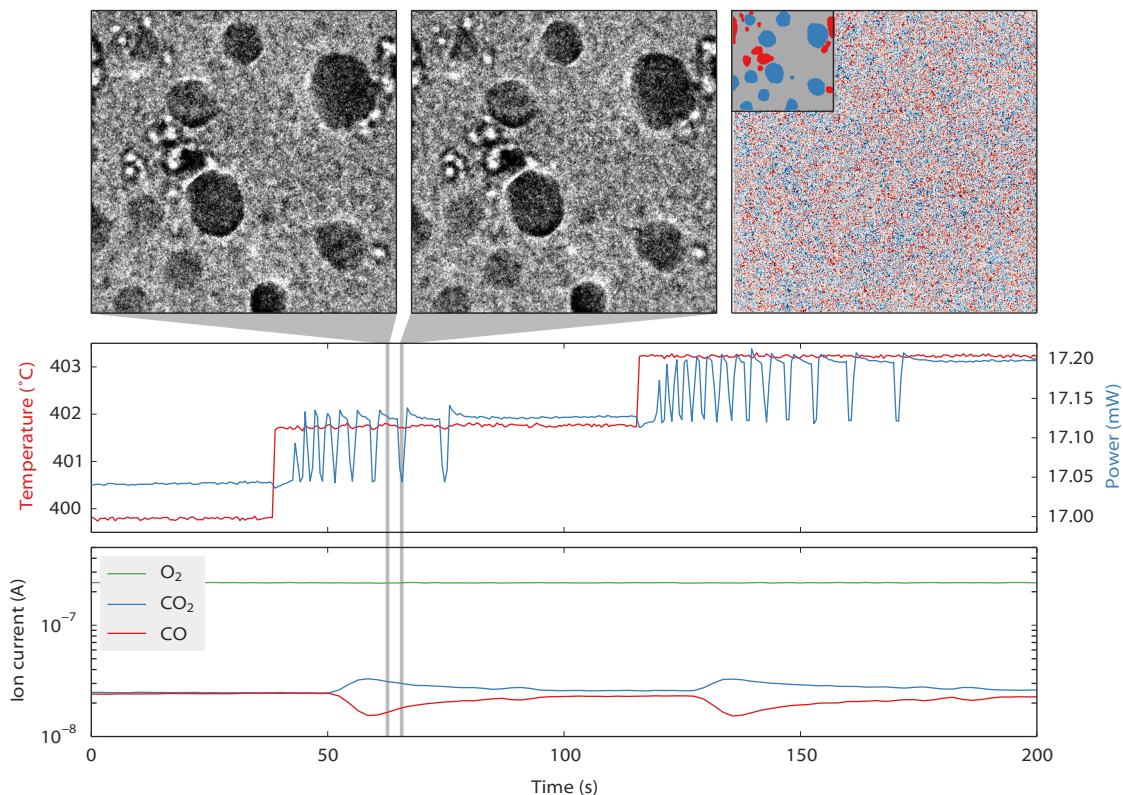 403
402
401
400
Temperature (˚C)
17.20
17.15
17.10
17.05
17.00
Power (mW)
O₂
CO₂
CO
10⁻⁷
10⁻⁸
Ion current (A)
0
50
100
150
200
Time (s)